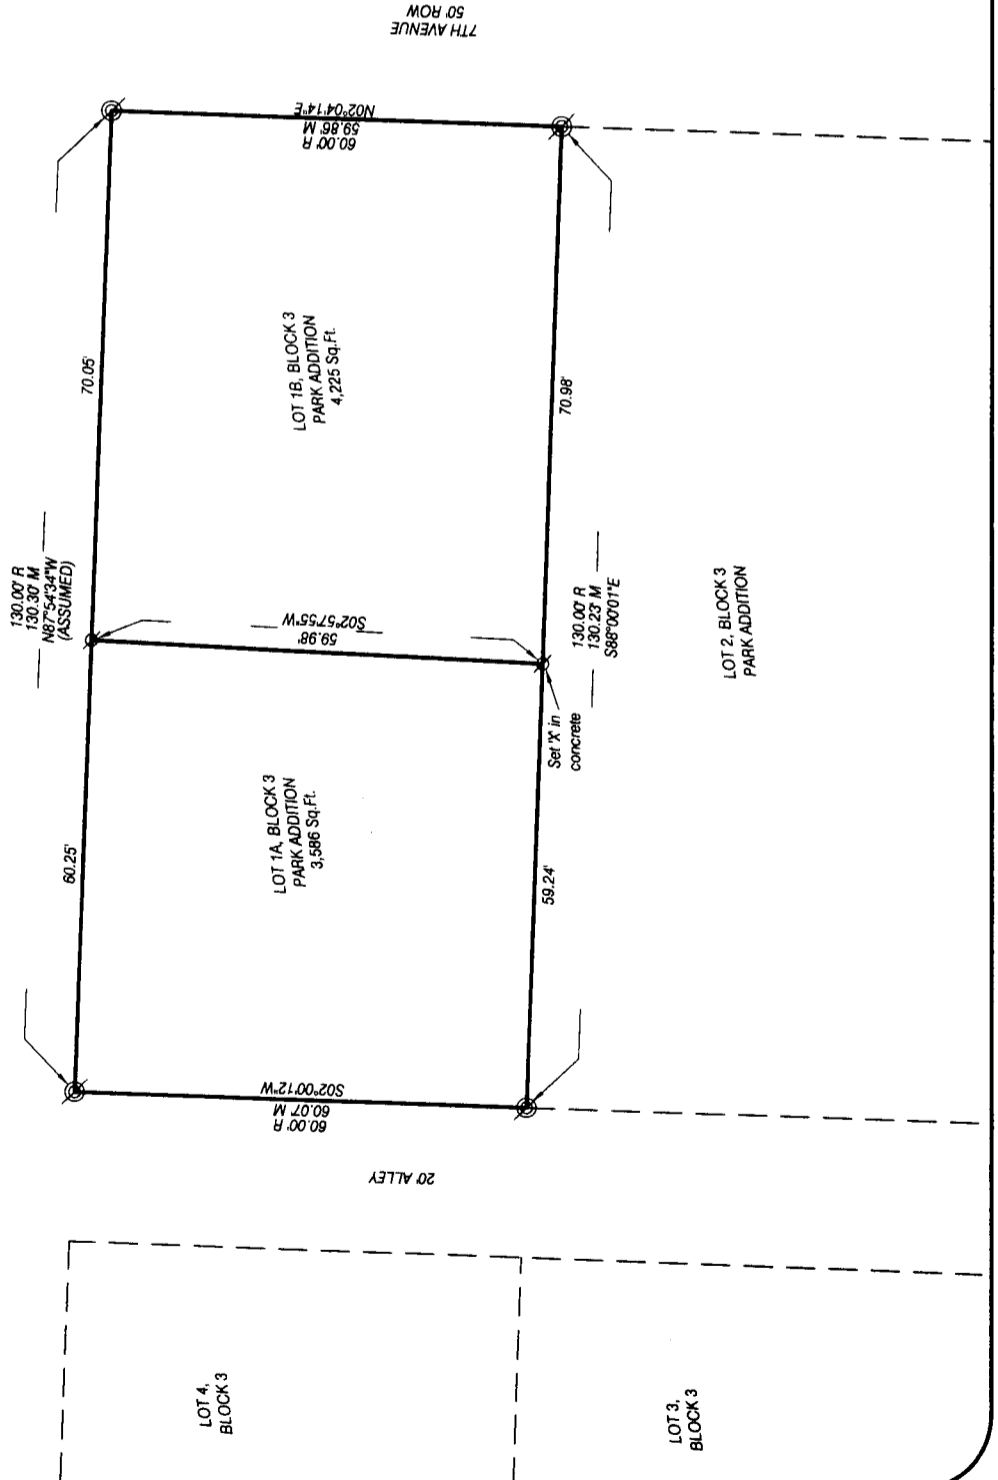 7TH AVENUE
50' ROW
N02°04'14"E
59.86' M
60.00' R
70.05'
LOT 1B, BLOCK 3
PARK ADDITION
4,225 Sq.Ft.
70.98'
130.00' R
130.30' M
N87°54'34"W
(ASSUMED)
S02°57'55"W
59.98'
130.00' R
130.23' M
S88°00'01"E
Set 'X' in
concrete
LOT 2, BLOCK 3
PARK ADDITION
60.25'
LOT 1A, BLOCK 3
PARK ADDITION
3,586 Sq.Ft.
59.24'
S02°00'12"W
60.07' M
60.00' R
20' ALLEY
LOT 4,
BLOCK 3
LOT 3,
BLOCK 3